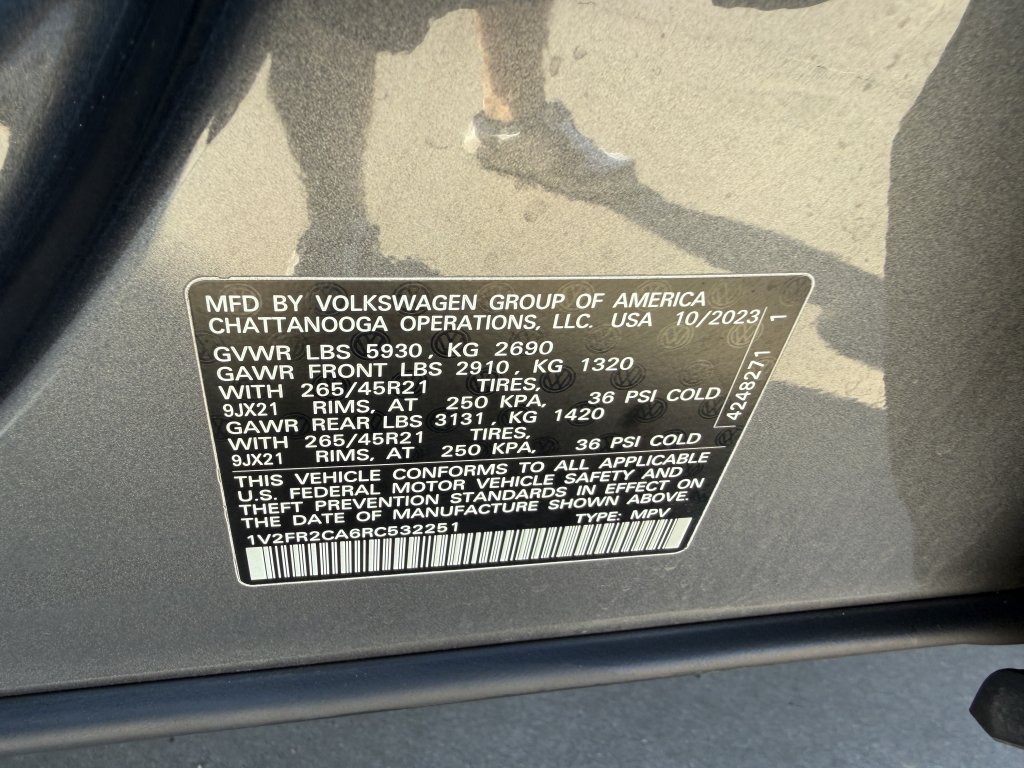 MFD BY VOLKSWAGEN GROUP OF AMERICA
CHATTANOOGA OPERATIONS, LLC. USA 10/2023
GVWR LBS 5930, KG 2690
GAWR FRONT LBS 2910, KG 1320
WITH 265/45R21 TIRES,
9JX21 RIMS, AT 250 KPA, 36 PSI COLD
GAWR REAR LBS 3131, KG 1420
WITH 265/45R21 TIRES,
9JX21 RIMS, AT 250 KPA, 36 PSI COLD
THIS VEHICLE CONFORMS TO ALL APPLICABLE
U.S. FEDERAL MOTOR VEHICLE SAFETY AND
THEFT PREVENTION STANDARDS IN EFFECT ON
THE DATE OF MANUFACTURE SHOWN ABOVE.
1V2FR2CA6RC532251 TYPE: MPV
4248271 1